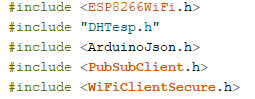 #include <ESP8266WiFi.h>
#include "DHTesp.h"
#include <ArduinoJson.h>
#include <PubSubClient.h>
#include <WiFiClientSecure.h>